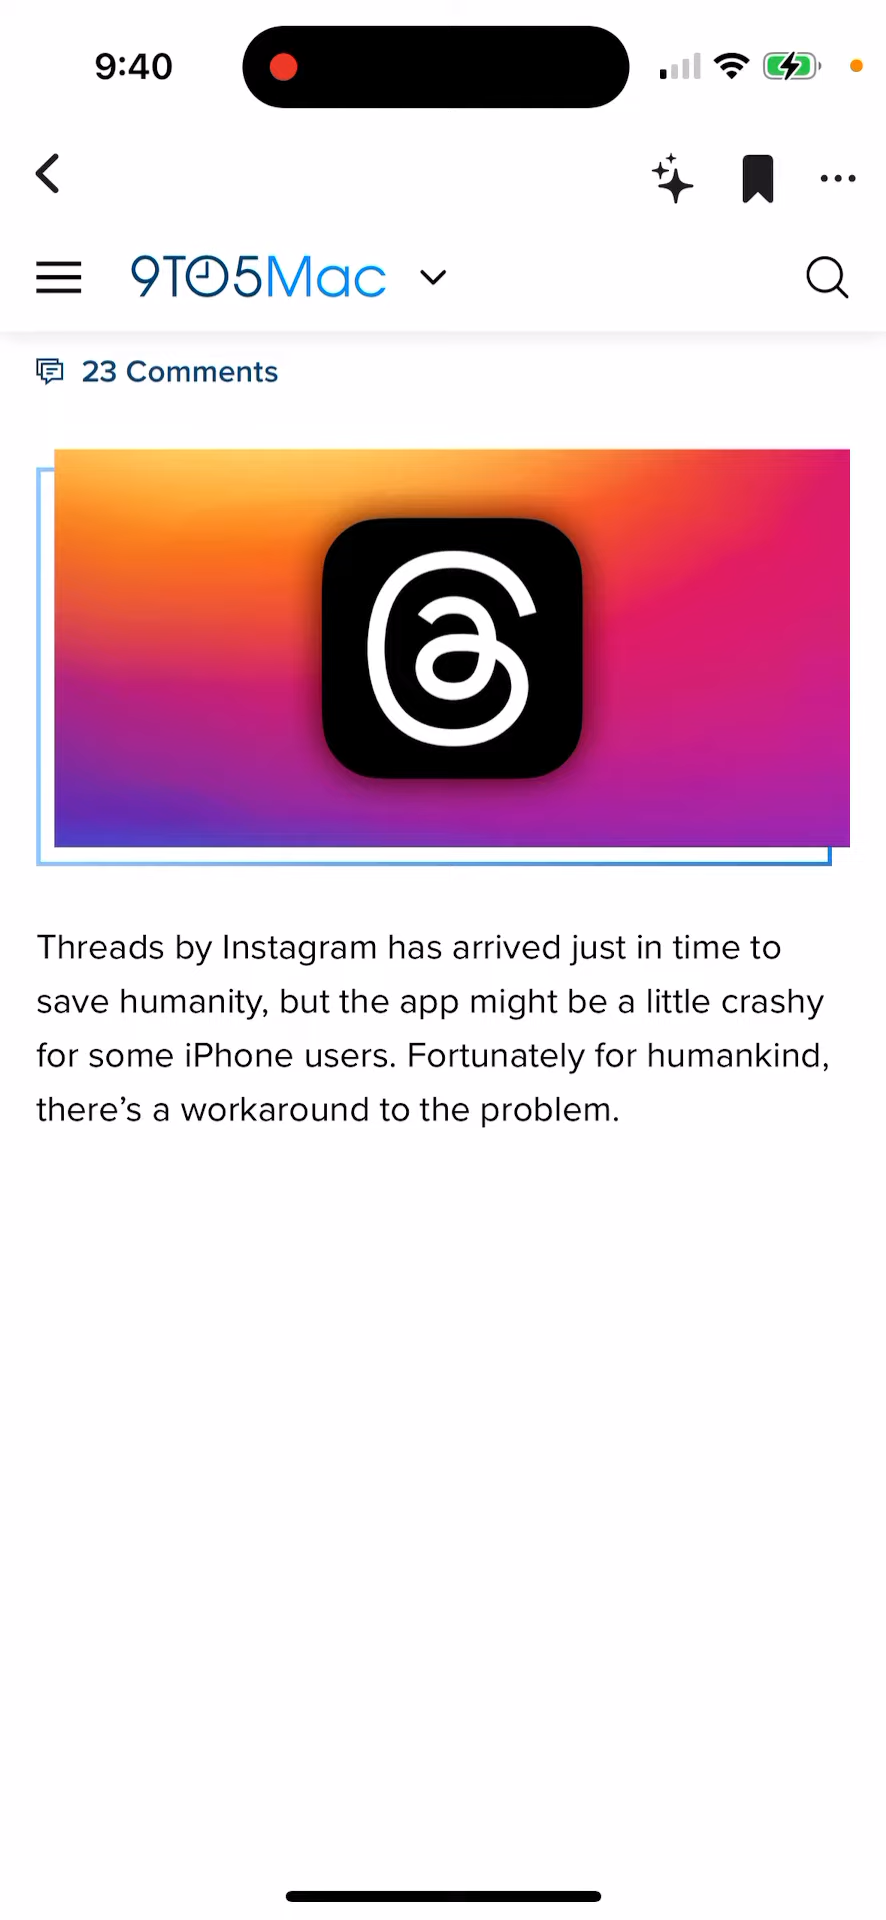 9:40
9TO5Mac
23 Comments
Threads by Instagram has arrived just in time to
save humanity, but the app might be a little crashy
for some iPhone users. Fortunately for humankind,
there’s a workaround to the problem.